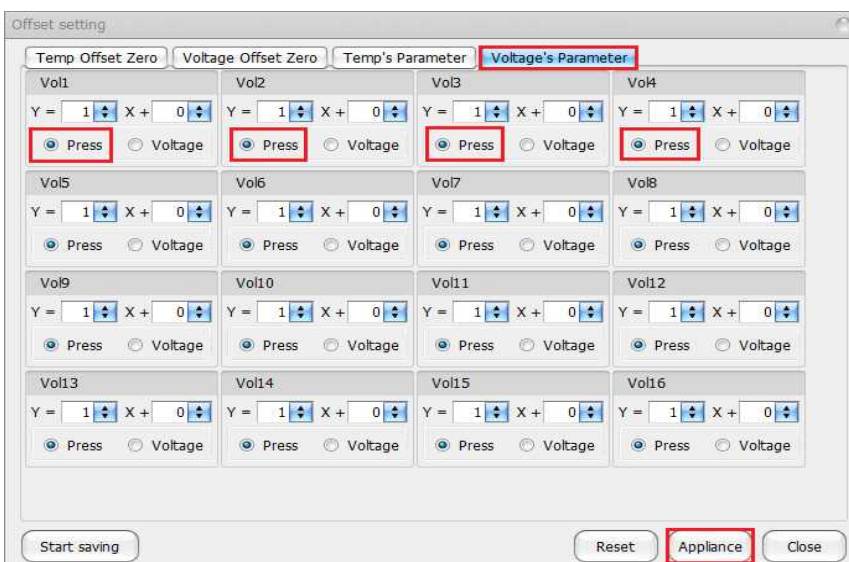 Offset setting
Temp Offset Zero Voltage Offset Zero Temp's Parameter Voltage's Parameter
Vol1 Vol2 Vol3 Vol4
Y = 1 X + 0 Y = 1 X + 0 Y = 1 X + 0 Y = 1 X + 0
Press Voltage Press Voltage Press Voltage Press Voltage
Vol5 Vol6 Vol7 Vol8
Y = 1 X + 0 Y = 1 X + 0 Y = 1 X + 0 Y = 1 X + 0
Press Voltage Press Voltage Press Voltage Press Voltage
Vol9 Vol10 Vol11 Vol12
Y = 1 X + 0 Y = 1 X + 0 Y = 1 X + 0 Y = 1 X + 0
Press Voltage Press Voltage Press Voltage Press Voltage
Vol13 Vol14 Vol15 Vol16
Y = 1 X + 0 Y = 1 X + 0 Y = 1 X + 0 Y = 1 X + 0
Press Voltage Press Voltage Press Voltage Press Voltage
Start saving Reset Appliance Close